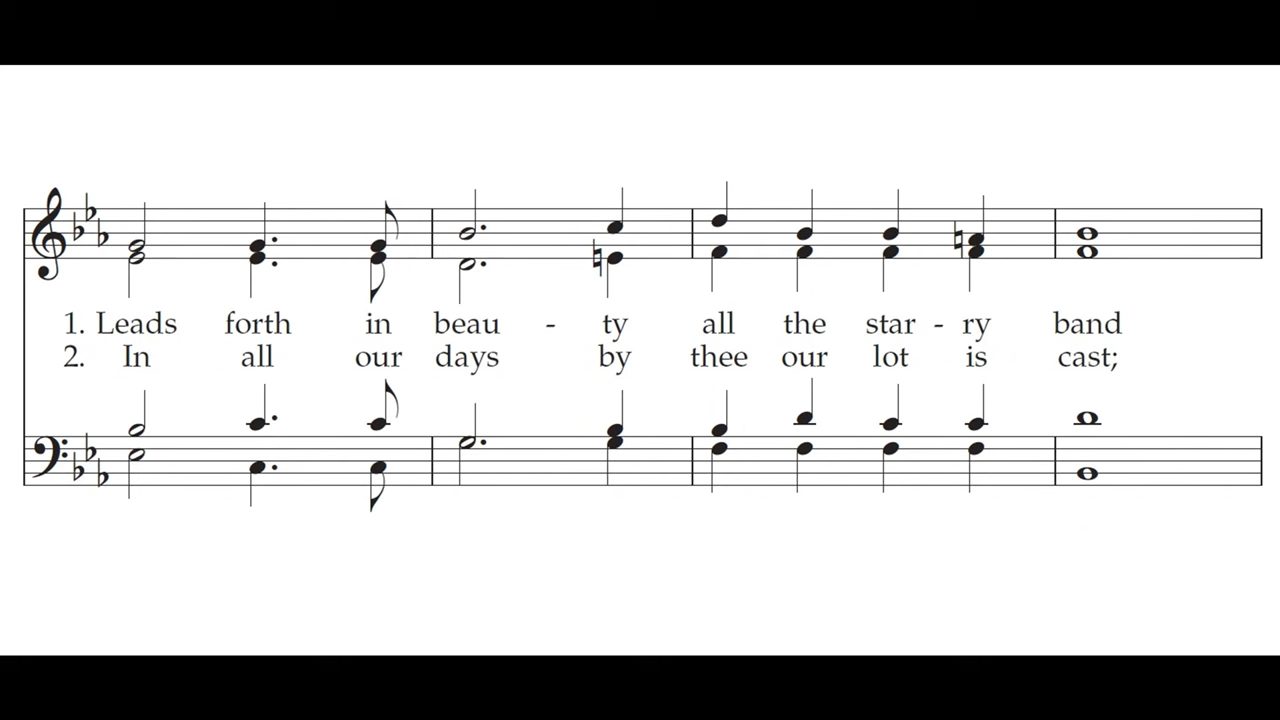 1. Leads forth in beau - ty all the star - ry band
2. In all our days by thee our lot is cast;